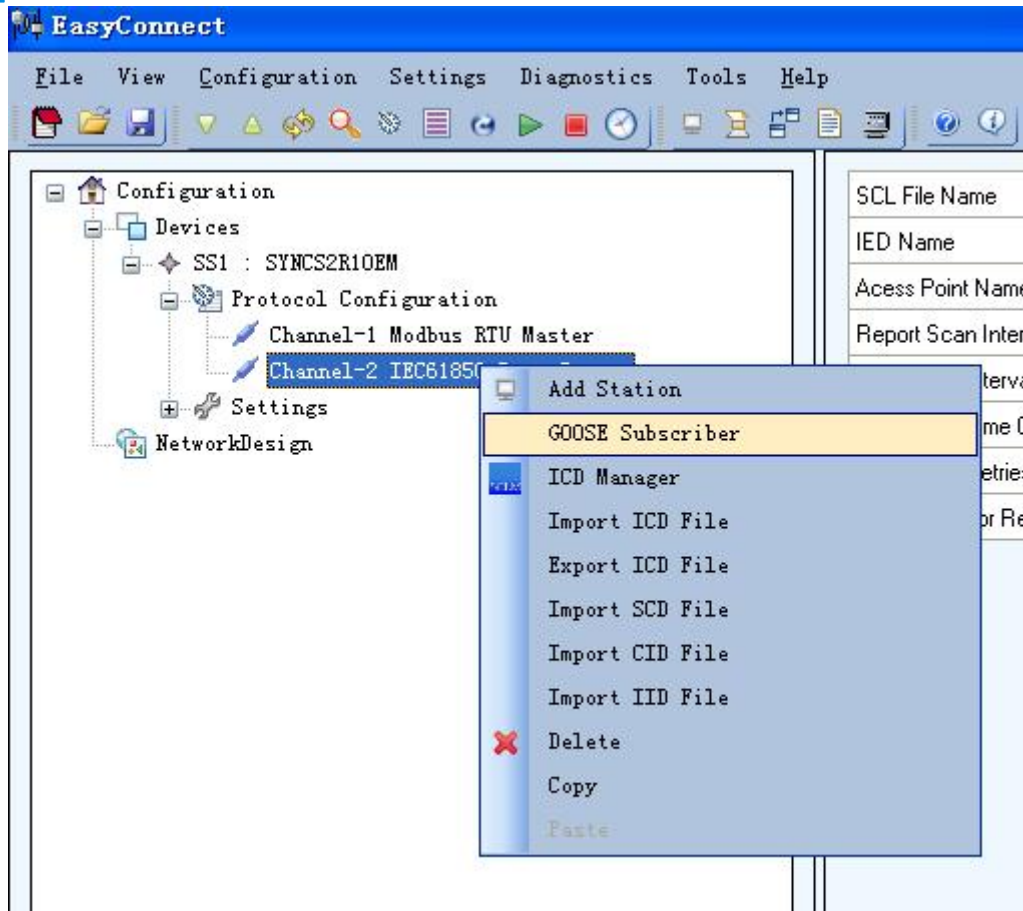 EasyConnect
File View Configuration Settings Diagnostics Tools Help
Configuration
Devices
SS1 : SYNCS2R1OEM
Protocol Configuration
Channel-1 Modbus RTU Master
Channel-2 IEC61850
Settings
NetworkDesign
Add Station
GOOSE Subscriber
ICD Manager
Import ICD File
Export ICD File
Import SCD File
Import CID File
Import IID File
Delete
Copy
Paste
SCL File Name
IED Name
Acess Point Name
Report Scan Inter